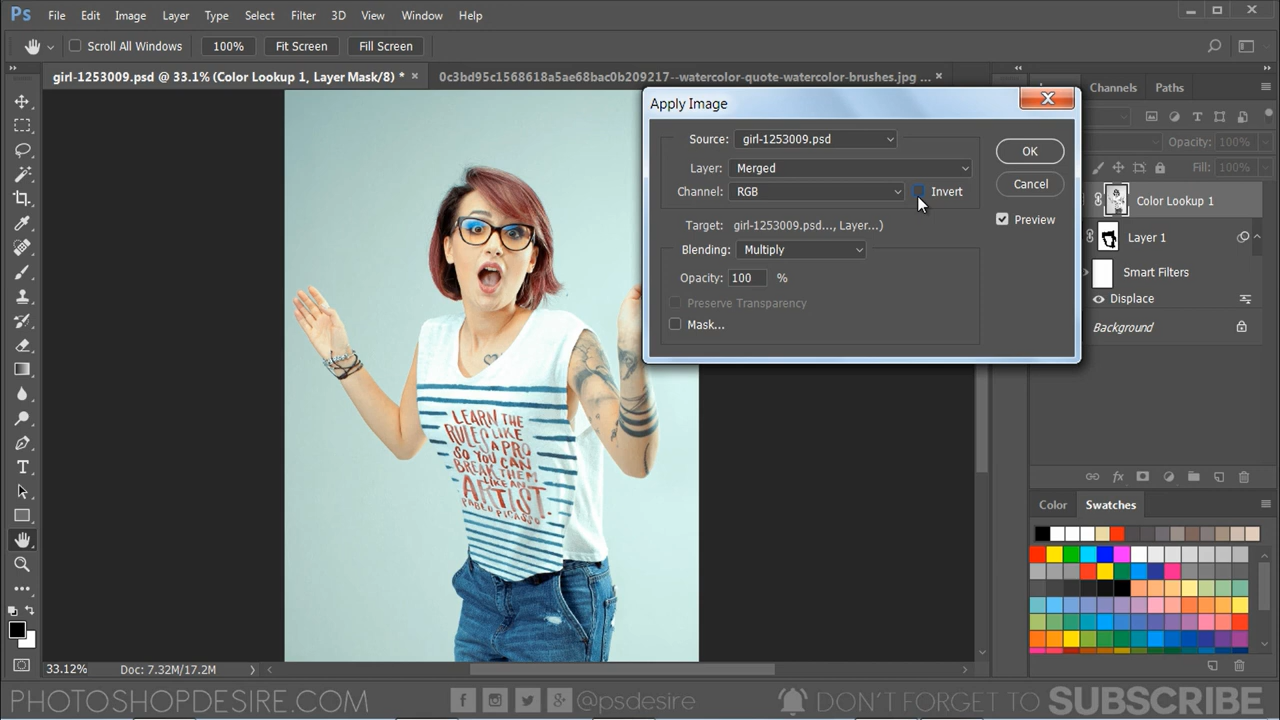 Ps File Edit Image Layer Type Select Filter 3D View Window Help
Scroll All Windows 100% Fit Screen Fill Screen
girl-1253009.psd @ 33.1% (Color Lookup 1, Layer Mask/8) * × 0c3bd95c1568618a5ae68bac0b209217--watercolor-quote-watercolor-brushes.jpg ... ×
Channels Paths
Apply Image
Source: girl-1253009.psd
OK
Layer: Merged
Channel: RGB Invert
Cancel
Preview
Target: girl-1253009.psd..., Layer...)
Blending: Multiply
Opacity: 100 %
Preserve Transparency
Mask...
Opacity: 100%
Fill: 100%
Color Lookup 1
Layer 1
Smart Filters
Displace
Background
Color Swatches
LEARN THE
RULES LIKE
A PRO
SO YOU CAN
BREAK THEM
LIKE AN
ARTIST.
PABLO PICASSO
33.12% Doc: 7.32M/17.2M
PHOTOSHOPDESIRE.COM/ @psdesire DON'T FORGET TO SUBSCRIBE